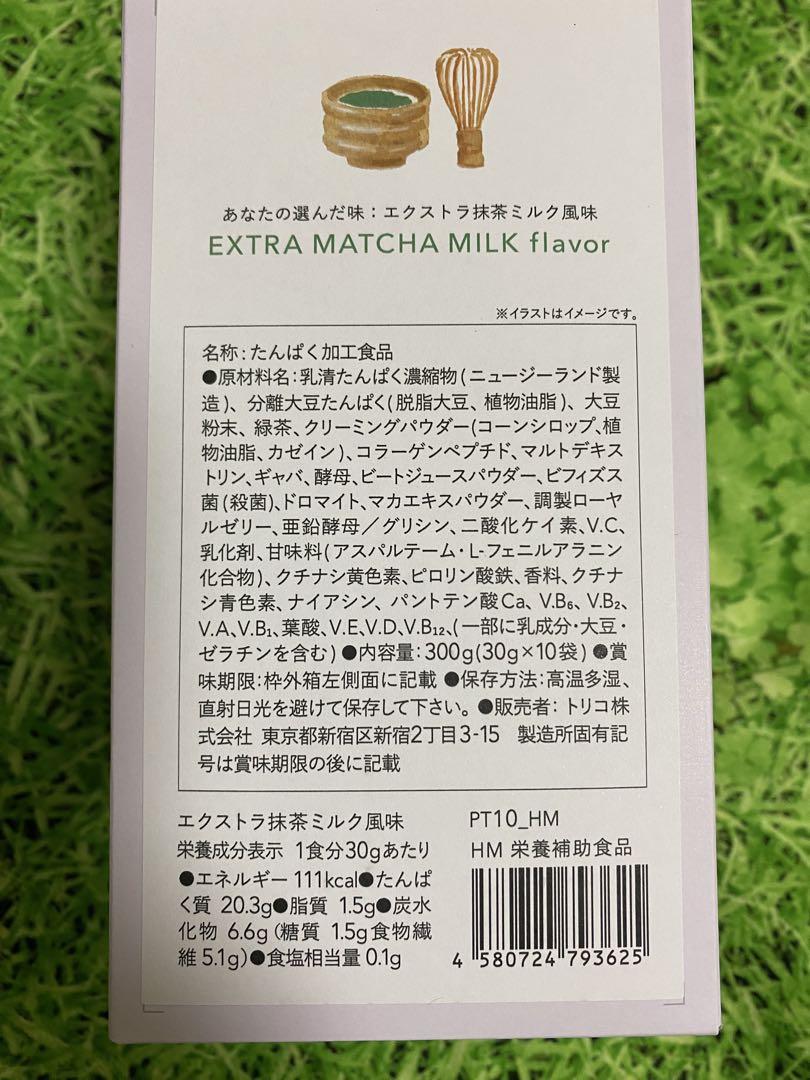 あなたの選んだ味：エクストラ抹茶ミルク風味
EXTRA MATCHA MILK flavor
※イラストはイメージです。
名称：たんぱく加工食品
●原材料名：乳清たんぱく濃縮物(ニュージーランド製
造)、分離大豆たんぱく(脱脂大豆、植物油脂)、大豆
粉末、緑茶、クリーミングパウダー(コーンシロップ、植
物油脂、カゼイン)、コラーゲンペプチド、マルトデキス
トリン、ギャバ、酵母、ビートジュースパウダー、ビフィズス
菌(殺菌)、ドロマイト、マカエキスパウダー、調製ローヤ
ルゼリー、亜鉛酵母／グリシン、二酸化ケイ素、V.C、
乳化剤、甘味料(アスパルテーム・L-フェニルアラニン
化合物)、クチナシ黄色素、ピロリン酸鉄、香料、クチナ
シ青色素、ナイアシン、パントテン酸Ca、V.B₆、V.B₂、
V.A、V.B₁、葉酸、V.E、V.D、V.B₁₂、(一部に乳成分・大豆・
ゼラチンを含む) ●内容量：300g(30g×10袋) ●賞
味期限：枠外箱左側面に記載 ●保存方法：高温多湿、
直射日光を避けて保存して下さい。 ●販売者：トリコ株
式会社 東京都新宿区新宿2丁目3-15 製造所固有記
号は賞味期限の後に記載
エクストラ抹茶ミルク風味
栄養成分表示 1食分30gあたり
●エネルギー 111kcal●たんぱ
く質 20.3g●脂質 1.5g●炭水
化物 6.6g（糖質 1.5g食物繊
維5.1g）●食塩相当量 0.1g
PT10_HM
HM 栄養補助食品
4 580724 793625